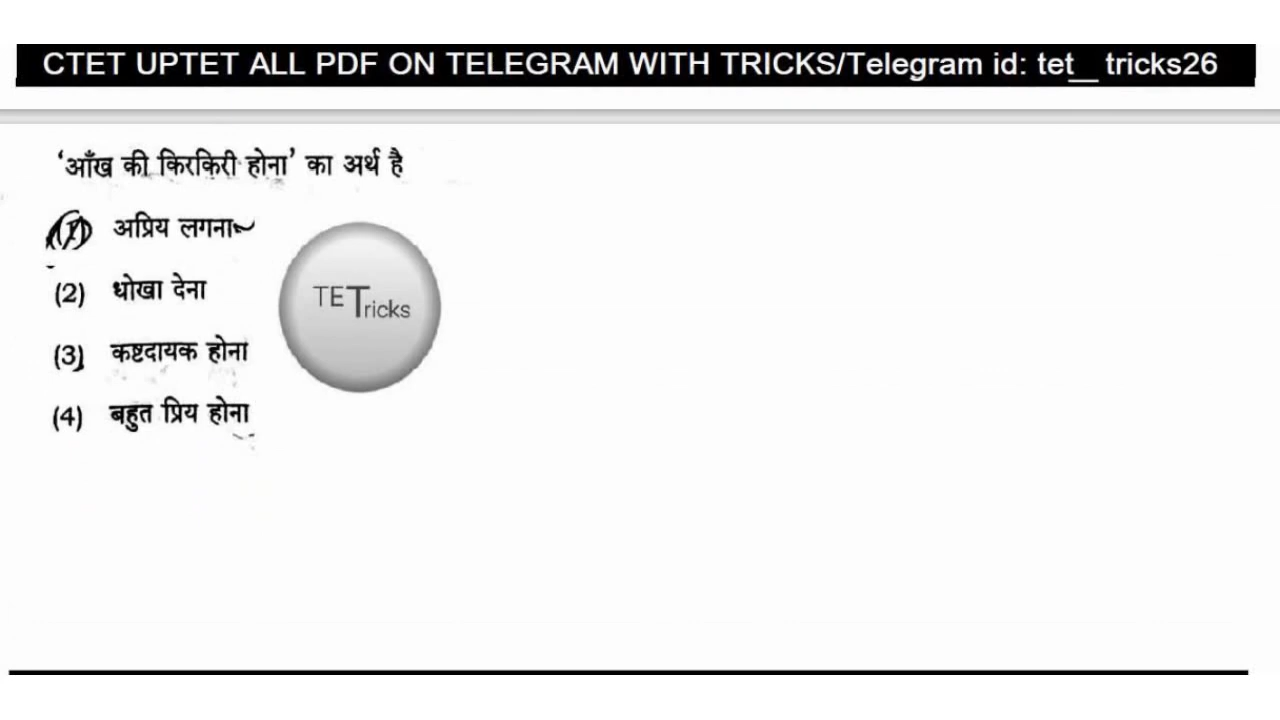 CTET UPTET ALL PDF ON TELEGRAM WITH TRICKS/Telegram id: tet__ tricks26
'आँख की किरकिरी होना' का अर्थ है
(1) अप्रिय लगना
(2) धोखा देना
(3) कष्टदायक होना
(4) बहुत प्रिय होना
TETricks